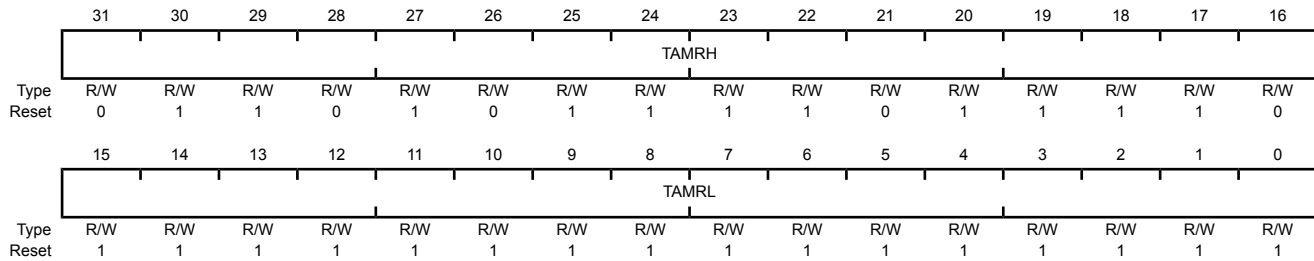 31 30 29 28 27 26 25 24 23 22 21 20 19 18 17 16
TAMRH
Type R/W R/W R/W R/W R/W R/W R/W R/W R/W R/W R/W R/W R/W R/W R/W R/W
Reset 0 1 1 0 1 0 1 1 1 1 0 1 1 1 1 0
15 14 13 12 11 10 9 8 7 6 5 4 3 2 1 0
TAMRL
Type R/W R/W R/W R/W R/W R/W R/W R/W R/W R/W R/W R/W R/W R/W R/W R/W
Reset 1 1 1 1 1 1 1 1 1 1 1 1 1 1 1 1